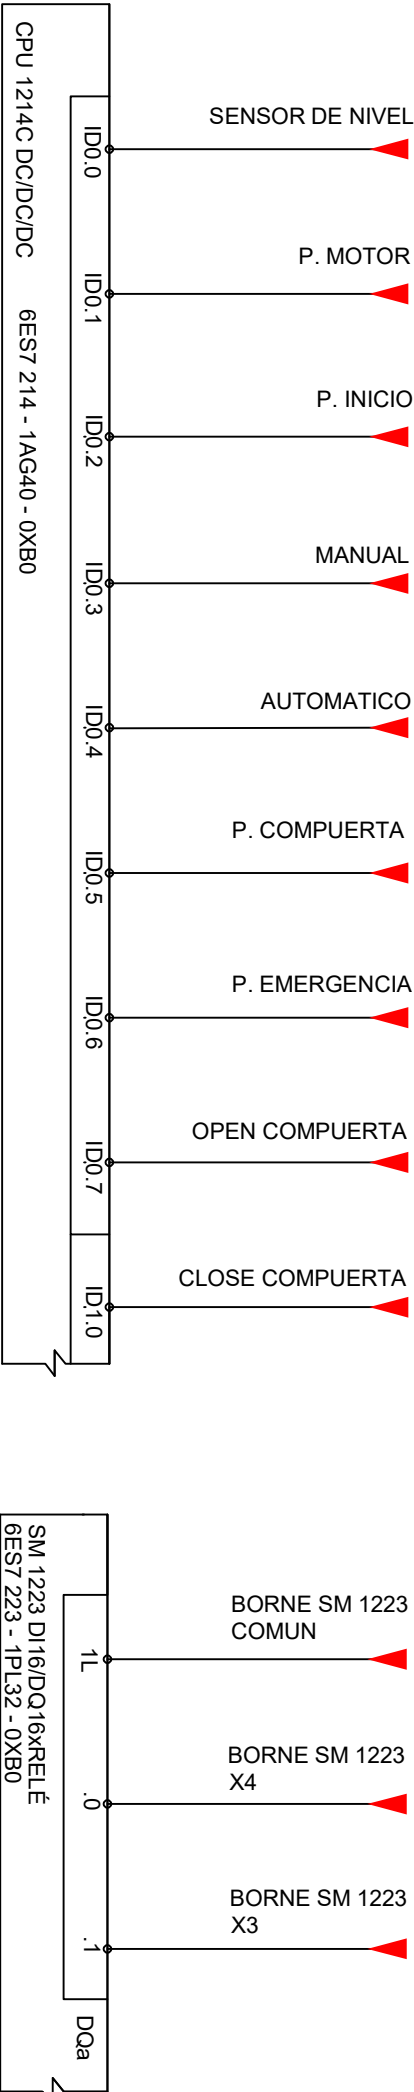 CPU 1214C DC/DC/DC 6ES7 214 - 1AG40 - 0XB0
SENSOR DE NIVEL
ID0.0
P. MOTOR
ID0.1
P. INICIO
ID0.2
MANUAL
ID0.3
AUTOMATICO
ID0.4
P. COMPUERTA
ID0.5
P. EMERGENCIA
ID0.6
OPEN COMPUERTA
ID0.7
CLOSE COMPUERTA
ID1.0
SM 1223 DI16/DQ16xRELÉ
6ES7 223 - 1PL32 - 0XB0
BORNE SM 1223
COMUN
1L
BORNE SM 1223
X4
.0
BORNE SM 1223
X3
.1
DQa